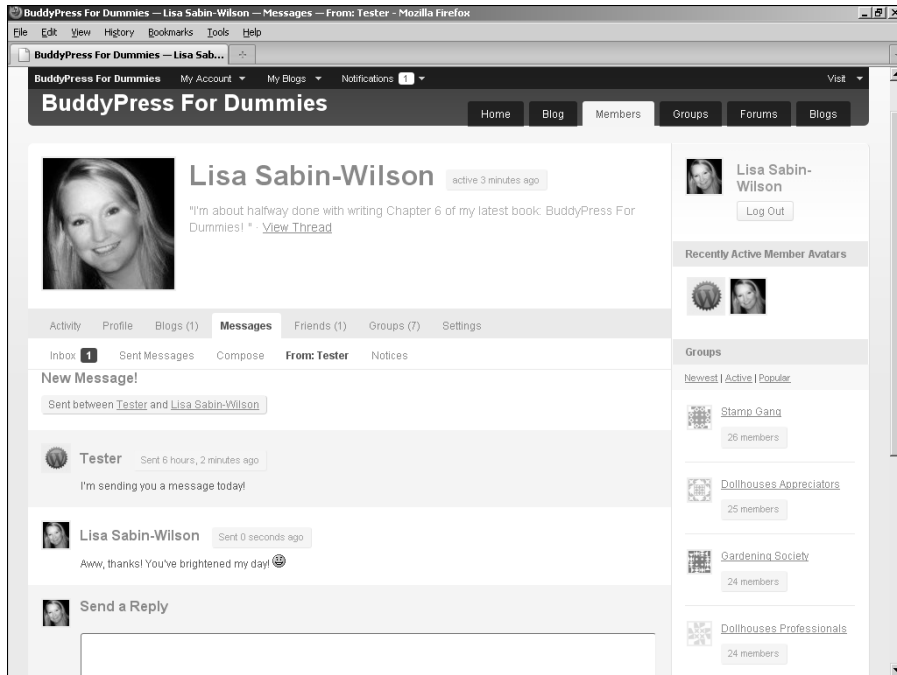 BuddyPress For Dummies — Lisa Sabin-Wilson — Messages — From: Tester - Mozilla Firefox
File Edit View History Bookmarks Tools Help
BuddyPress For Dummies — Lisa Sab...
BuddyPress For Dummies My Account My Blogs Notifications 1 Visit
BuddyPress For Dummies
Home Blog Members Groups Forums Blogs
Lisa Sabin-Wilson active 3 minutes ago
"I'm about halfway done with writing Chapter 6 of my latest book: BuddyPress For
Dummies! " · View Thread
Activity Profile Blogs (1) Messages Friends (1) Groups (7) Settings
Inbox 1 Sent Messages Compose From: Tester Notices
New Message!
Sent between Tester and Lisa Sabin-Wilson
Tester Sent 6 hours, 2 minutes ago
I'm sending you a message today!
Lisa Sabin-Wilson Sent 0 seconds ago
Aww, thanks! You've brightened my day!
Send a Reply
Lisa Sabin-
Wilson
Log Out
Recently Active Member Avatars
Groups
Newest | Active | Popular
Stamp Gang
26 members
Dollhouses Appreciators
25 members
Gardening Society
24 members
Dollhouses Professionals
24 members